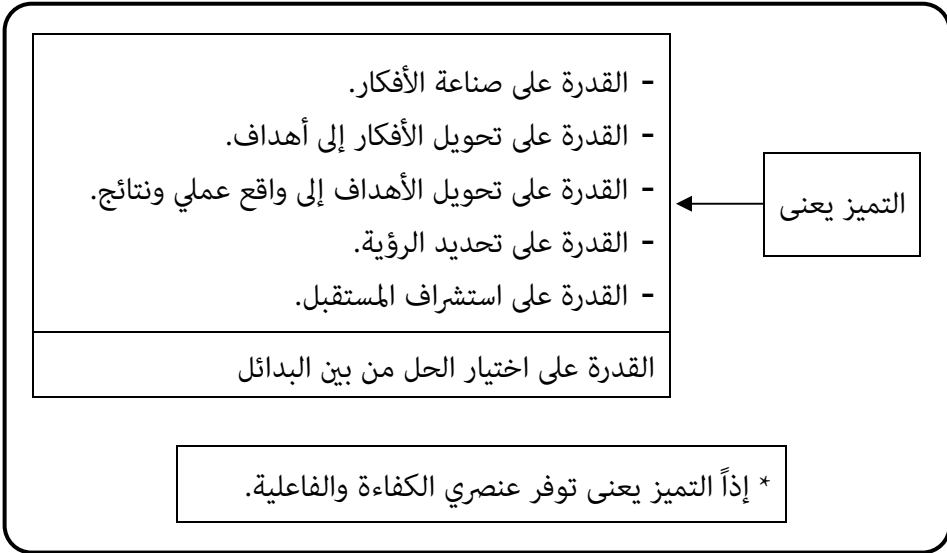 التميز يعنى
- القدرة على صناعة الأفكار.
- القدرة على تحويل الأفكار إلى أهداف.
- القدرة على تحويل الأهداف إلى واقع عملي ونتائج.
- القدرة على تحديد الرؤية.
- القدرة على استشراف المستقبل.
القدرة على اختيار الحل من بين البدائل
* إذاً التميز يعنى توفر عنصري الكفاءة والفاعلية.